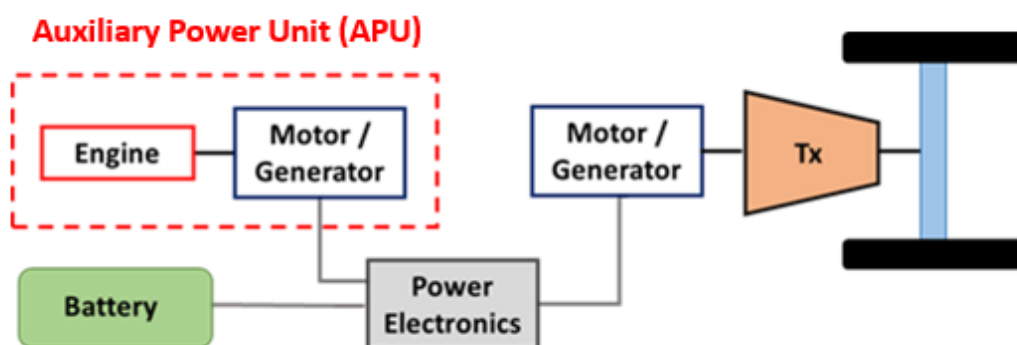 Auxiliary Power Unit (APU)
Engine
Motor /
Generator
Motor /
Generator
Tx
Battery
Power
Electronics